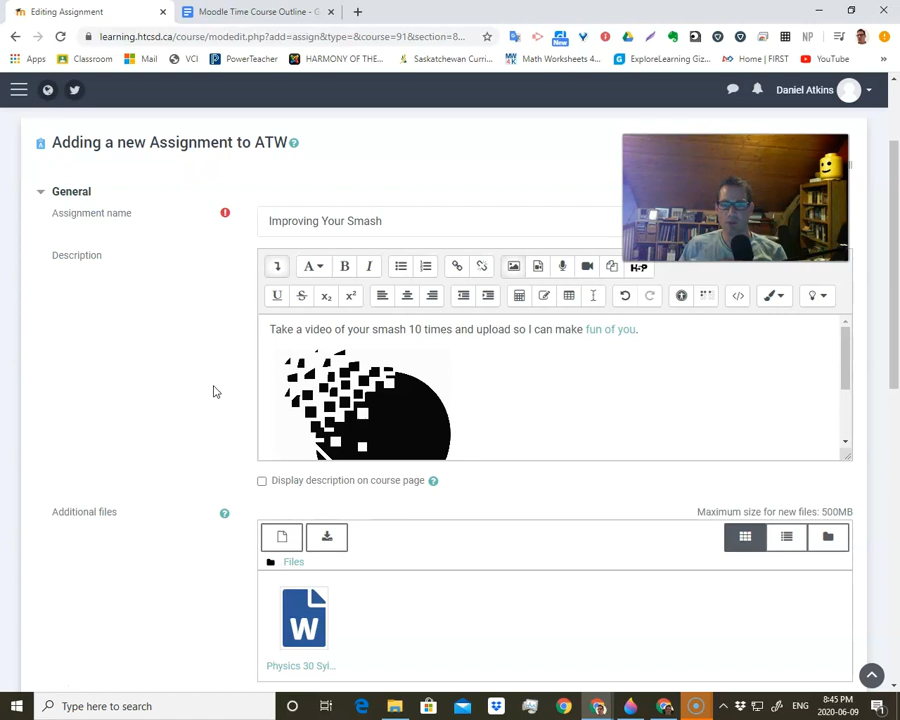 Editing Assignment
Moodle Time Course Outline - G
learning.htcsd.ca/course/modedit.php?add=assign&type=&course=91&section=8...
New
Apps
Classroom
Mail
VCI
PowerTeacher
HARMONY OF THE...
Saskatchewan Curri...
Math Worksheets 4...
ExploreLearning Giz...
Home | FIRST
YouTube
NP
Daniel Atkins
Adding a new Assignment to ATW
General
Assignment name
Improving Your Smash
Description
H-P
Take a video of your smash 10 times and upload so I can make fun of you.
Display description on course page
Additional files
Maximum size for new files: 500MB
Files
W
Physics 30 Syl...
Type here to search
ENG
8:45 PM
2020-06-09